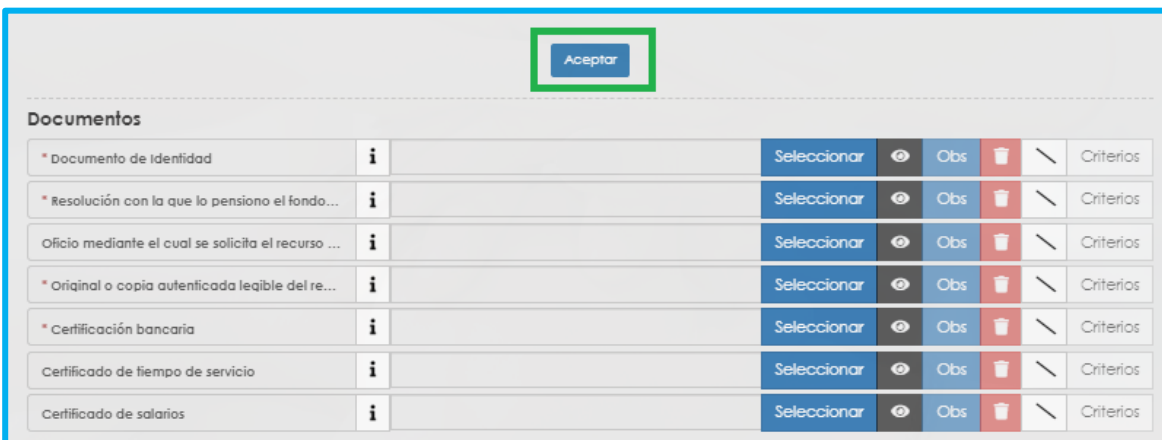 Aceptar
Documentos
* Documento de Identidad i Seleccionar Obs Criterios
* Resolución con la que lo pensiono el fondo... i Seleccionar Obs Criterios
Oficio mediante el cual se solicita el recurso ... i Seleccionar Obs Criterios
* Original o copia autenticada legible del re... i Seleccionar Obs Criterios
* Certificación bancaria i Seleccionar Obs Criterios
Certificado de tiempo de servicio i Seleccionar Obs Criterios
Certificado de salarios i Seleccionar Obs Criterios